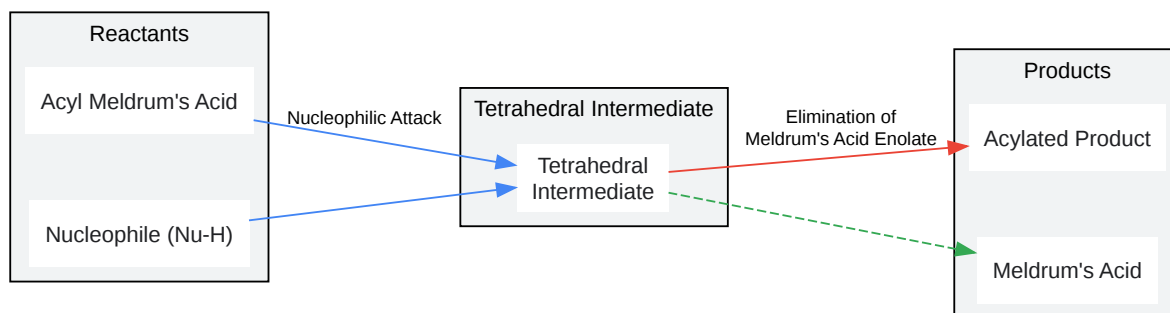 Reactants
Acyl Meldrum's Acid
Nucleophile (Nu-H)
Nucleophilic Attack
Tetrahedral Intermediate
Tetrahedral
Intermediate
Elimination of
Meldrum's Acid Enolate
Products
Acylated Product
Meldrum's Acid